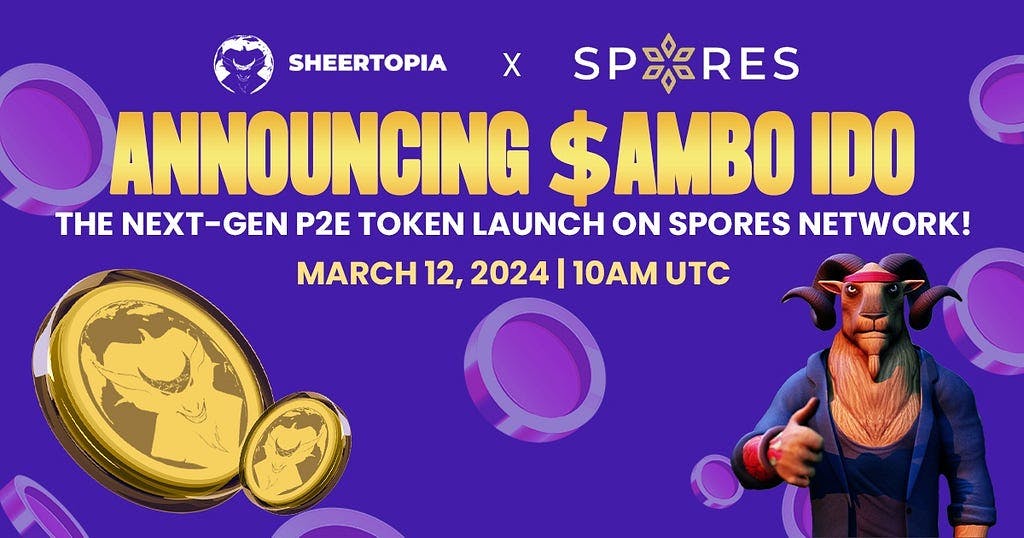 SHEERTOPIA X SPORES
ANNOUNCING $AMBO IDO
THE NEXT-GEN P2E TOKEN LAUNCH ON SPORES NETWORK!
MARCH 12, 2024 | 10AM UTC